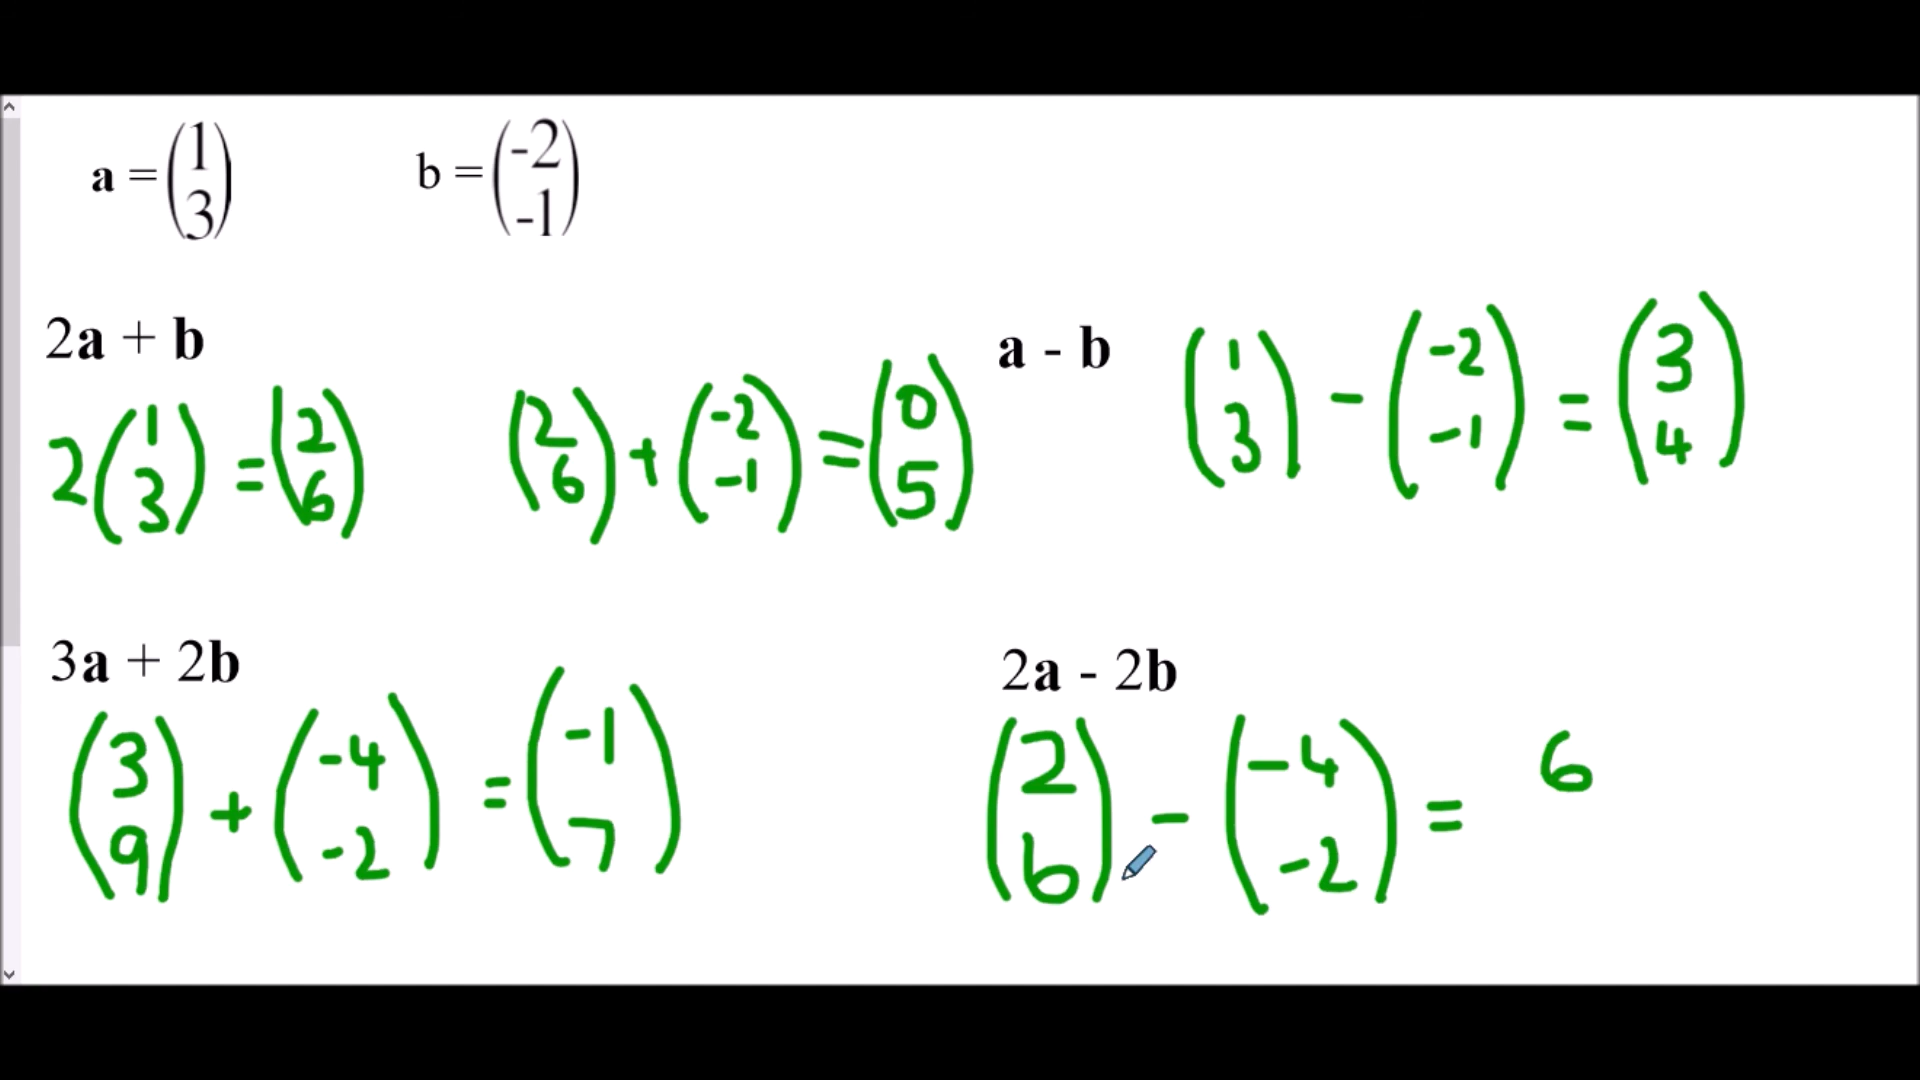 a = (1 3) b = (-2 -1)
2a + b
2(1 3) = (2 6) (2 6) + (-2 -1) = (0 5)
a - b (1 3) - (-2 -1) = (3 4)
3a + 2b
(3 9) + (-4 -2) = (-1 7)
2a - 2b
(2 6) - (-4 -2) = 6